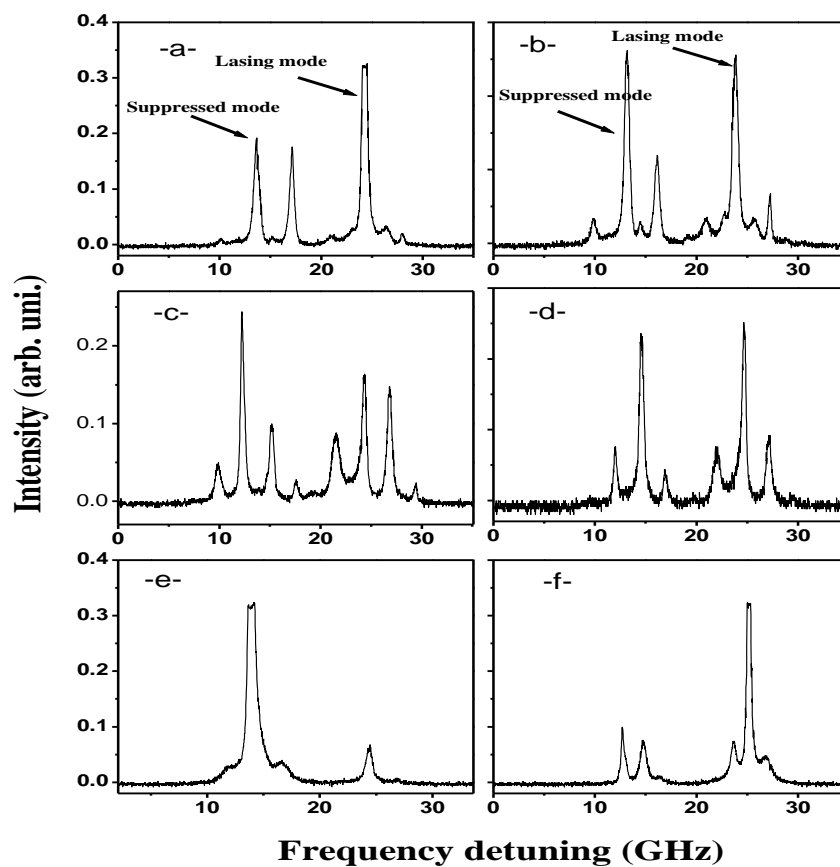 0.4
0.3
0.2
0.1
0.0
-a-
Lasing mode
Suppressed mode
0 10 20 30
-b-
Lasing mode
Suppressed mode
0 10 20 30
0.2
0.1
0.0
-c-
0 10 20 30
-d-
0 10 20 30
0.4
0.3
0.2
0.1
0.0
-e-
10 20 30
-f-
0 10 20 30
Intensity (arb. uni.)
Frequency detuning (GHz)